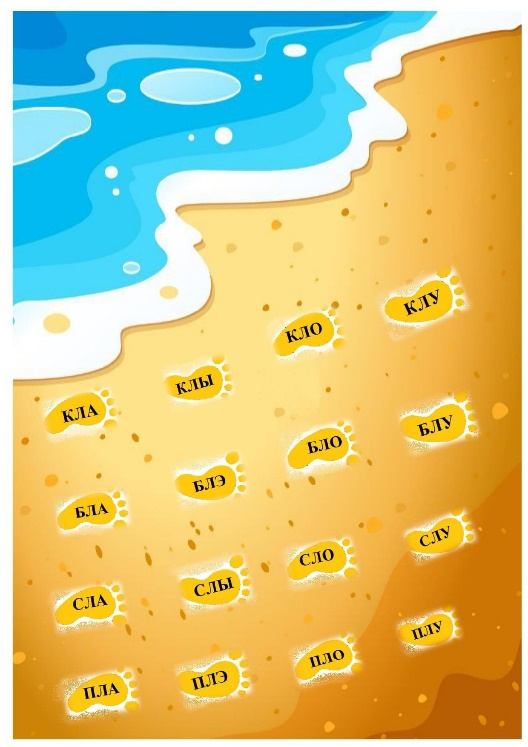 КЛА КЛЫ КЛО КЛУ
БЛА БЛЭ БЛО БЛУ
СЛА СЛЫ СЛО СЛУ
ПЛА ПЛЭ ПЛО ПЛУ